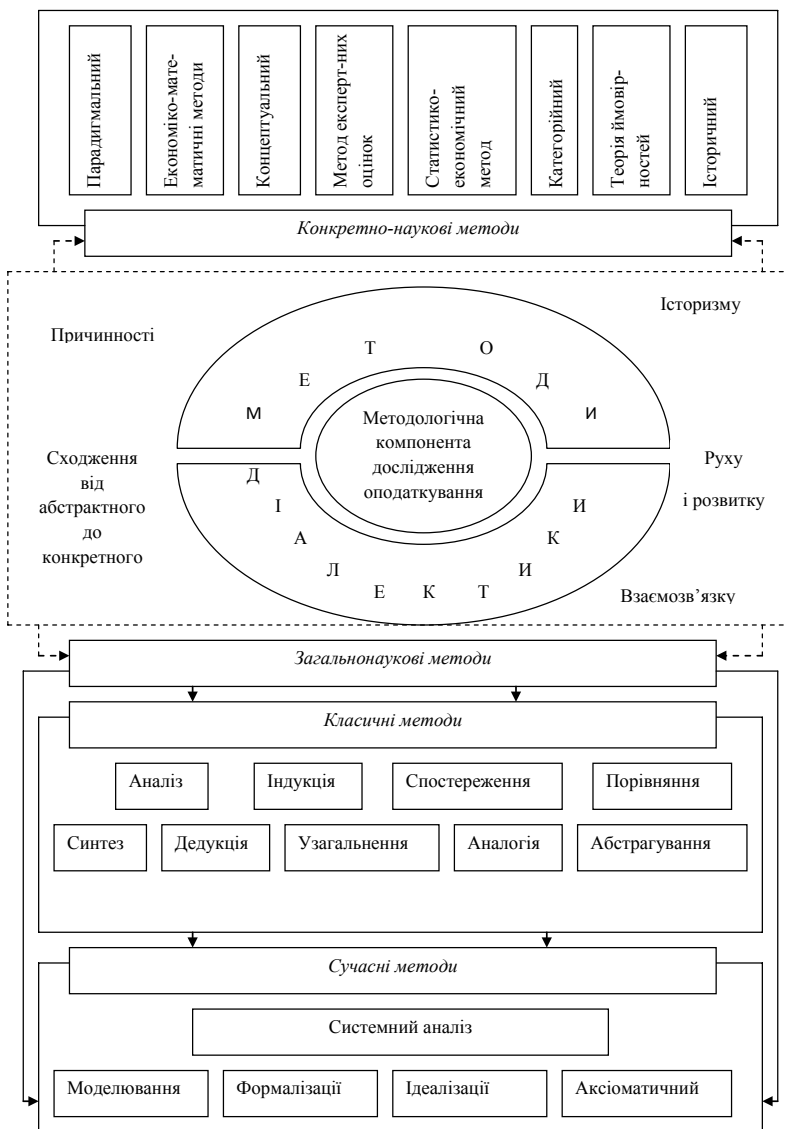 Парадигмальний
Економіко-мате-
матичні методи
Концептуальний
Метод експерт-них
оцінок
Статистико-
економічний
метод
Категорійний
Теорія ймовір-
ностей
Історичний
Конкретно-наукові методи
Історизму
Причинності
М Е Т О Д И
Методологічна
компонента
дослідження
оподаткування
Сходження
від
абстрактного
до
конкретного
Руху
і розвитку
Д І А Л Е К Т И К И
Взаємозв’язку
Загальнонаукові методи
Класичні методи
Аналіз
Індукція
Спостереження
Порівняння
Синтез
Дедукція
Узагальнення
Аналогія
Абстрагування
Сучасні методи
Системний аналіз
Моделювання
Формалізації
Ідеалізації
Аксіоматичний